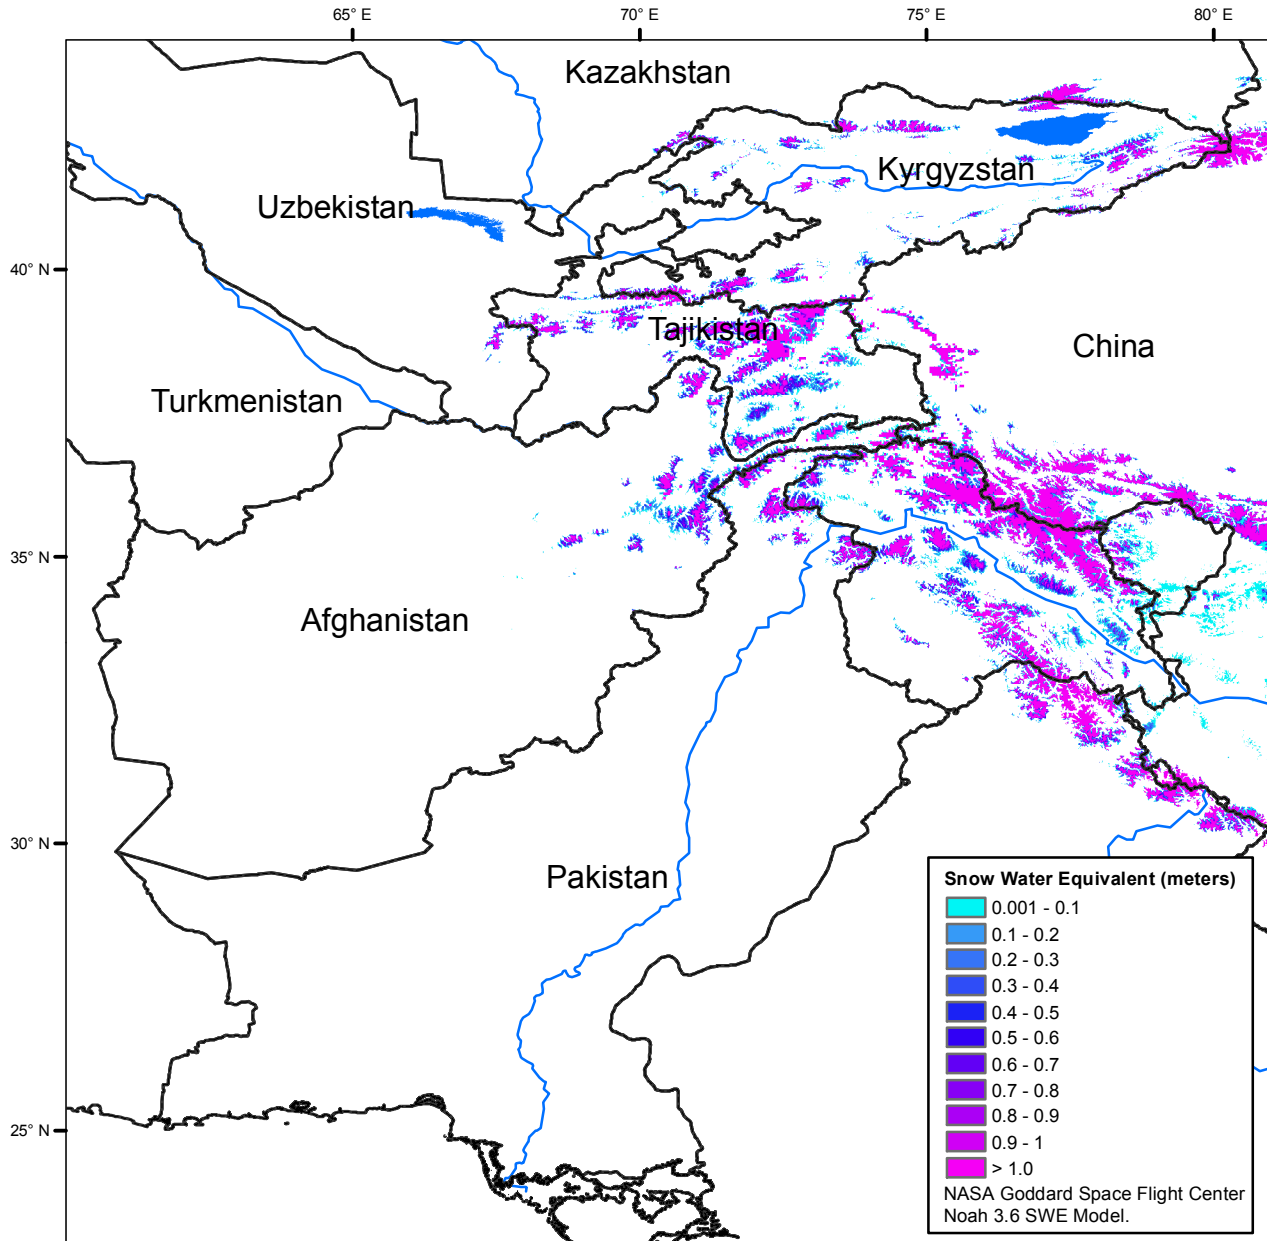 65° E
70° E
75° E
80° E
Kazakhstan
Kyrgyzstan
Uzbekistan
40° N
Tajikistan
China
Turkmenistan
35° N
Afghanistan
30° N
Pakistan
Snow Water Equivalent (meters)
0.001 - 0.1
0.1 - 0.2
0.2 - 0.3
0.3 - 0.4
0.4 - 0.5
0.5 - 0.6
0.6 - 0.7
0.7 - 0.8
0.8 - 0.9
0.9 - 1
> 1.0
25° N
NASA Goddard Space Flight Center
Noah 3.6 SWE Model.